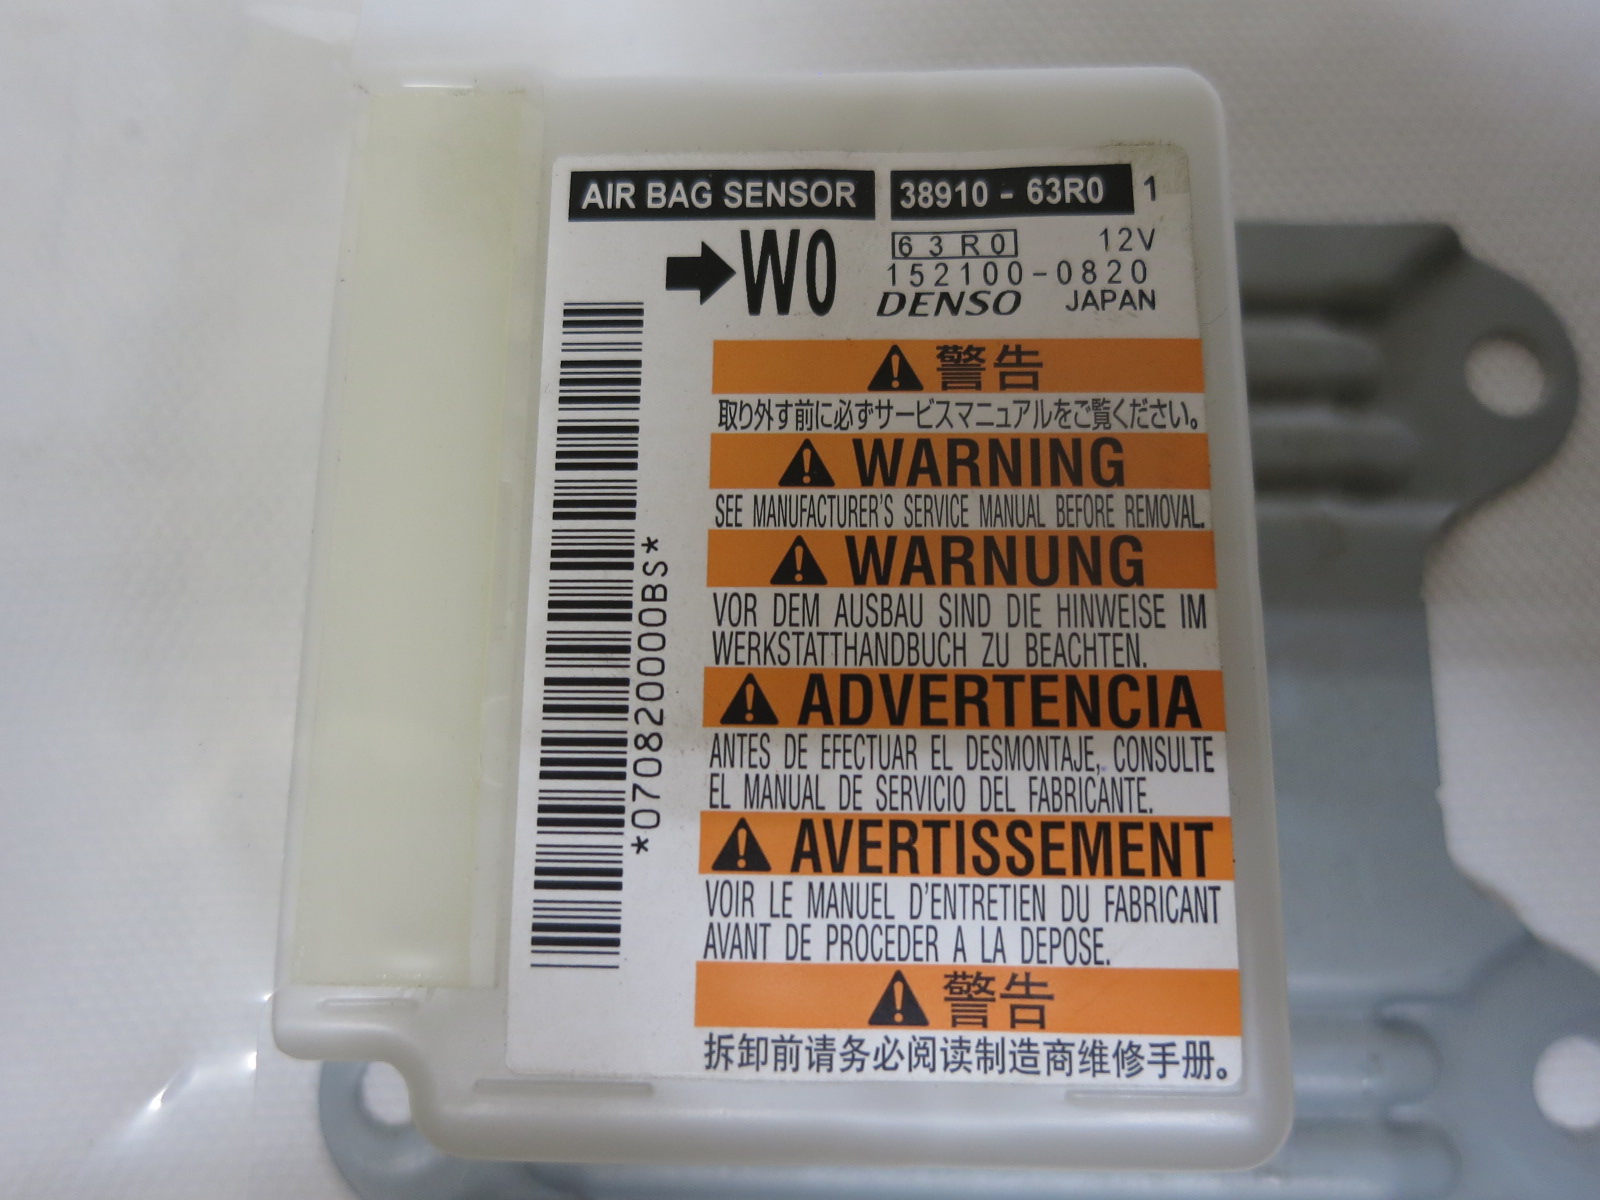 AIR BAG SENSOR 38910 - 63R0 1
➡W0
63R0 12V
152100-0820
DENSO JAPAN
*070820000BS*
警告
取り外す前に必ずサービスマニュアルをご覧ください。
WARNING
SEE MANUFACTURER'S SERVICE MANUAL BEFORE REMOVAL.
WARNUNG
VOR DEM AUSBAU SIND DIE HINWEISE IM
WERKSTATTHANDBUCH ZU BEACHTEN.
ADVERTENCIA
ANTES DE EFECTUAR EL DESMONTAJE, CONSULTE
EL MANUAL DE SERVICIO DEL FABRICANTE.
AVERTISSEMENT
VOIR LE MANUEL D'ENTRETIEN DU FABRICANT
AVANT DE PROCEDER A LA DEPOSE.
警告
拆卸前请务必阅读制造商维修手册。